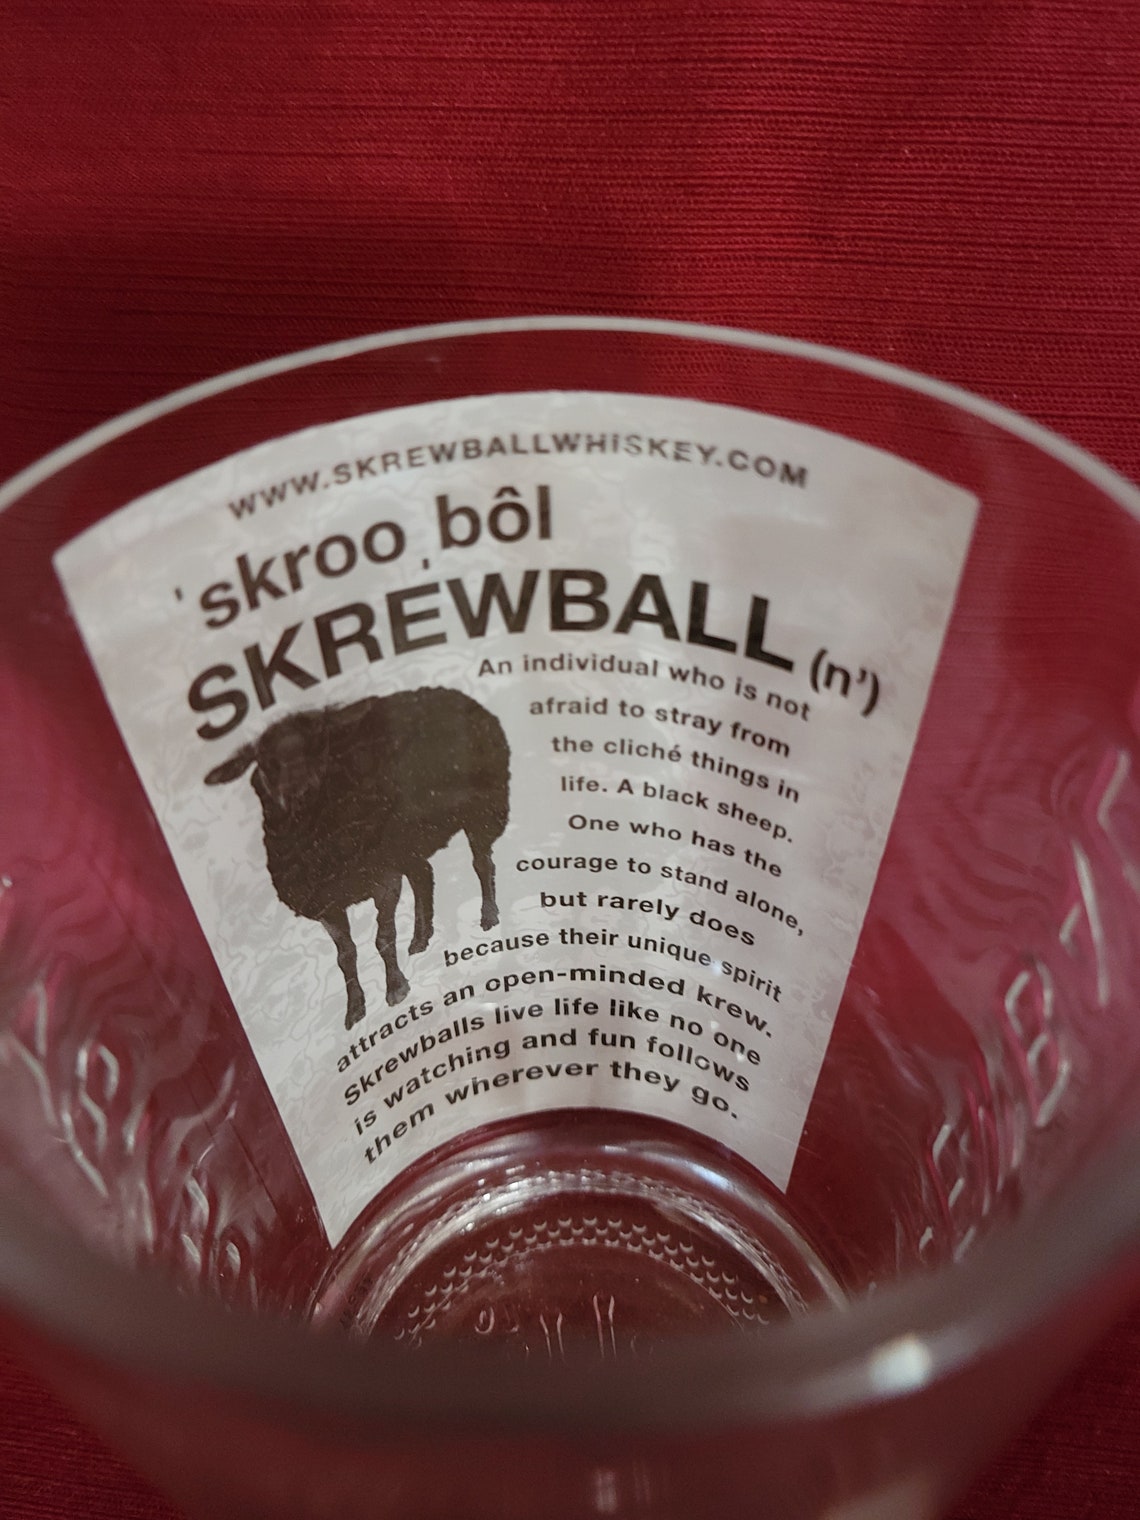 WWW.SKREWBALLWHISKEY.COM
ˈskroo ˌbôl
SKREWBALL (n')
An individual who is not
afraid to stray from
the cliché things in
life. A black sheep.
One who has the
courage to stand alone,
but rarely does
because their unique spirit
attracts an open-minded krew.
Skrewballs live life like no one
is watching and fun follows
them wherever they go.